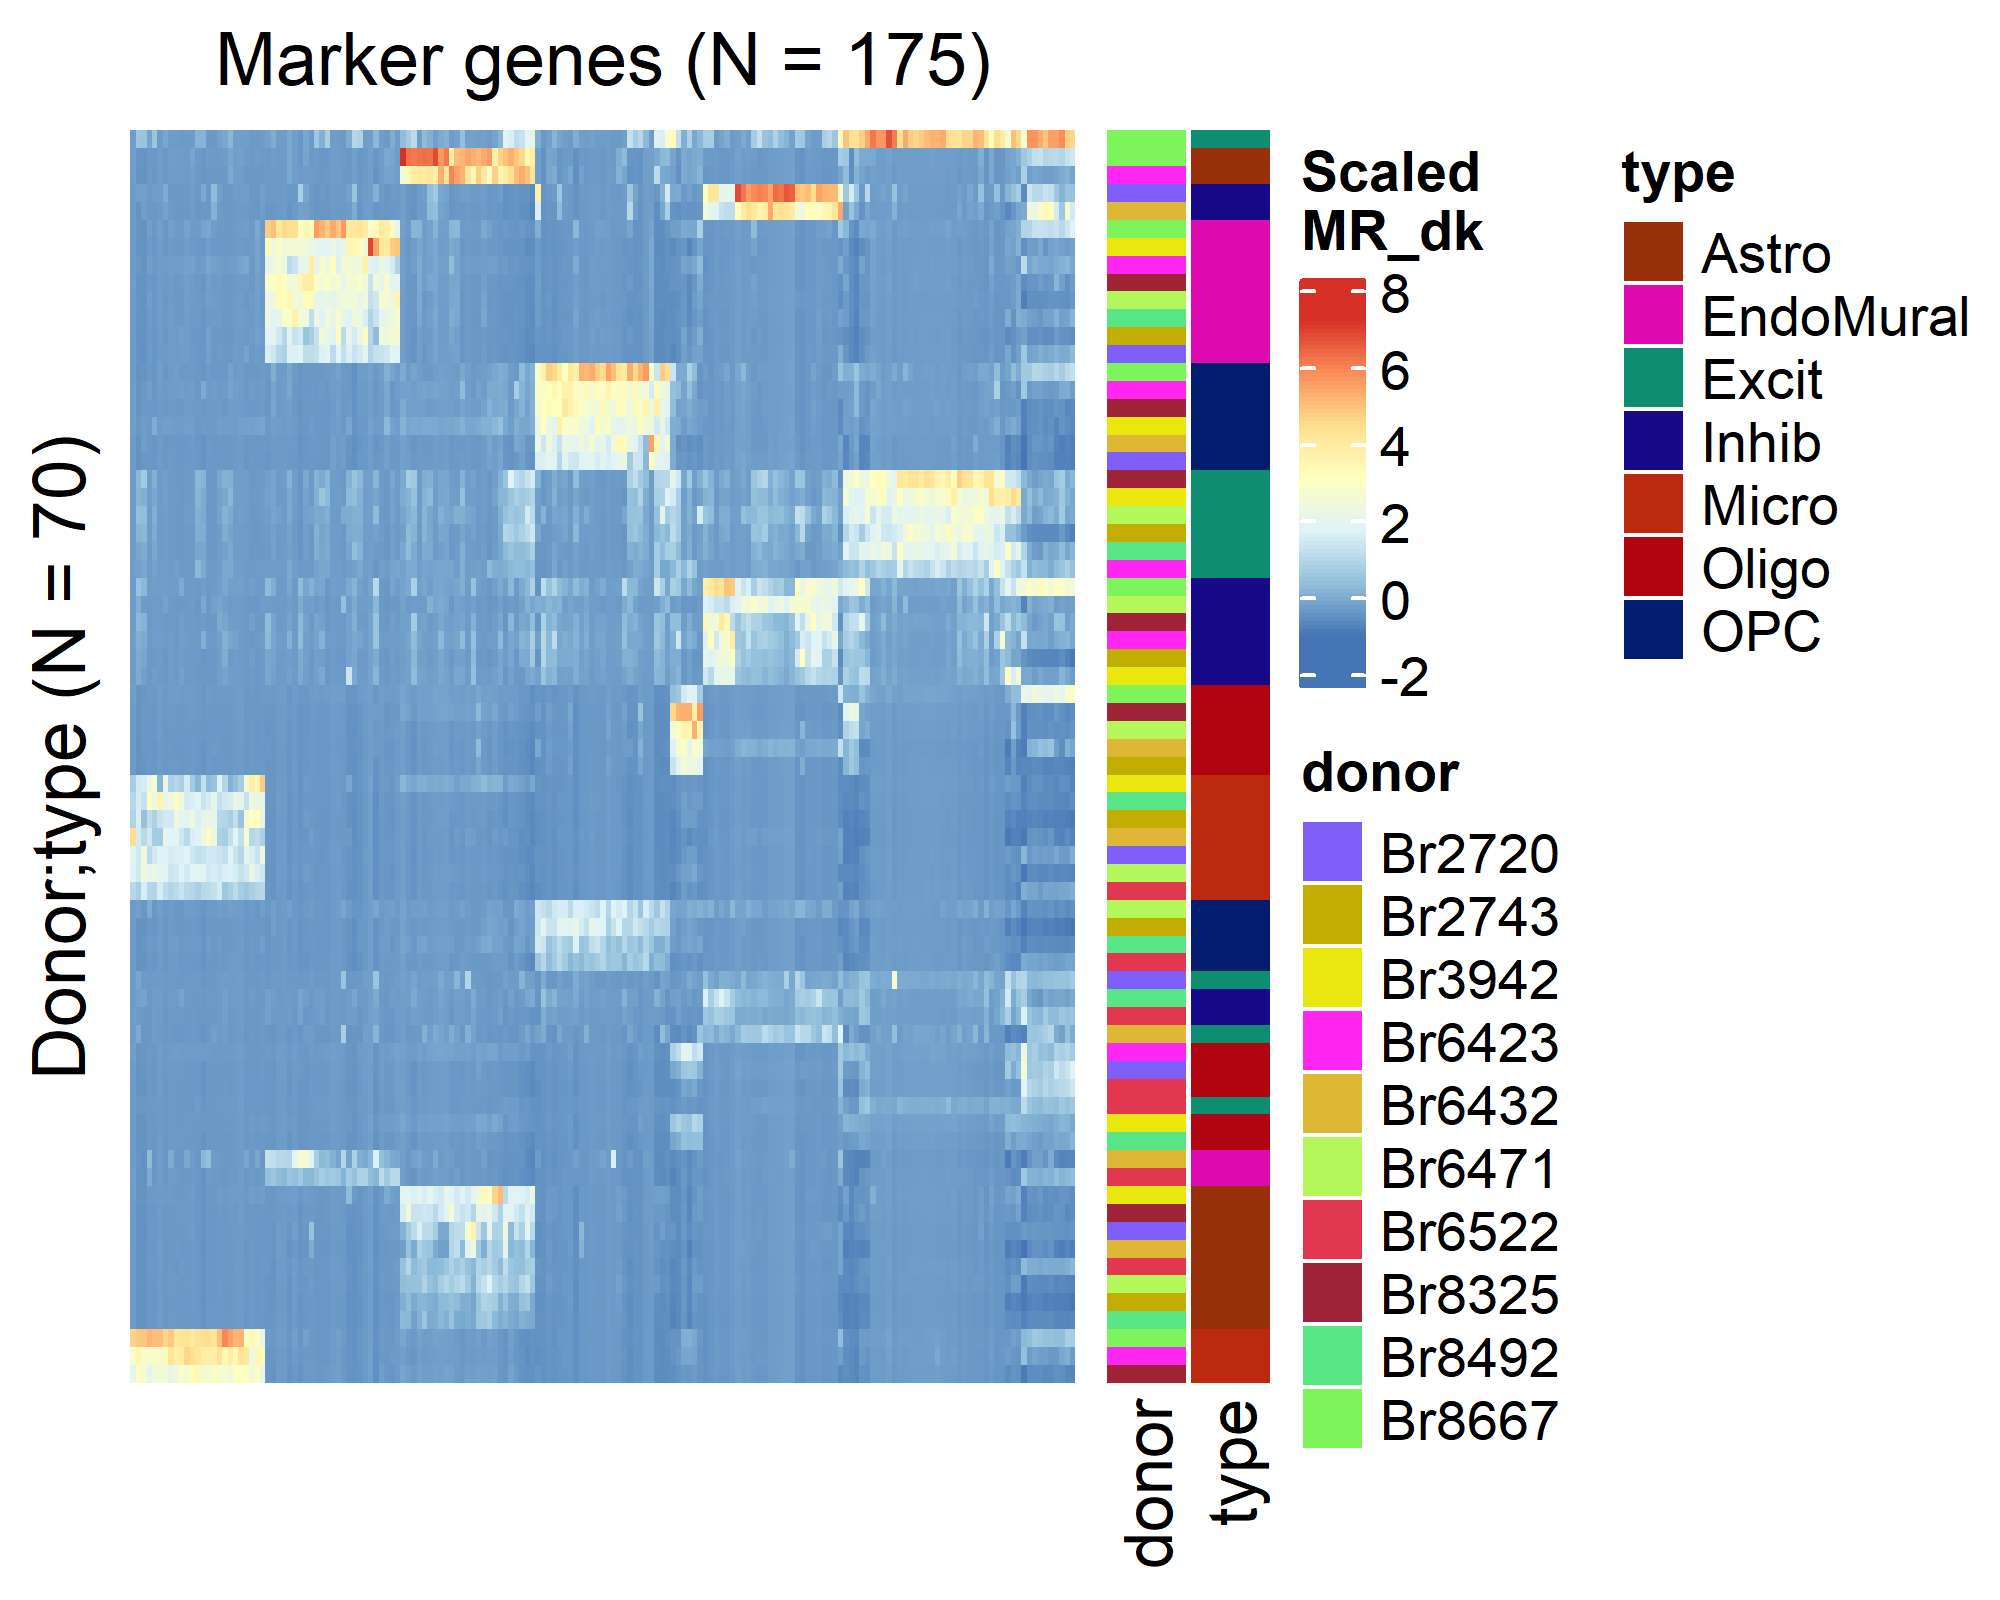 Marker genes (N = 175)
Donor;type (N = 70)
donor
type
Scaled
MR_dk
8
6
4
2
0
-2
donor
Br2720
Br2743
Br3942
Br6423
Br6432
Br6471
Br6522
Br8325
Br8492
Br8667
type
Astro
EndoMural
Excit
Inhib
Micro
Oligo
OPC